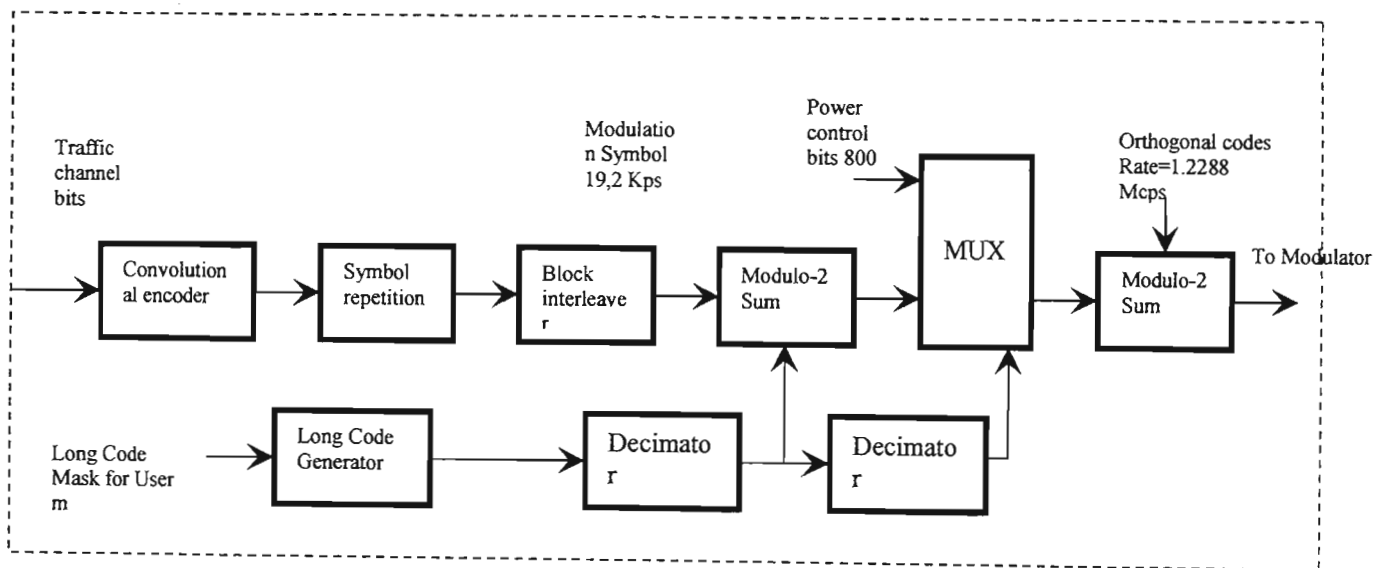 Traffic
channel
bits
Modulatio
n Symbol
19,2 Kps
Power
control
bits 800
Orthogonal codes
Rate=1.2288
Mcps
Convolution
al encoder
Symbol
repetition
Block
interleave
r
Modulo-2
Sum
MUX
Modulo-2
Sum
To Modulator
Long Code
Mask for User
m
Long Code
Generator
Decimato
r
Decimato
r